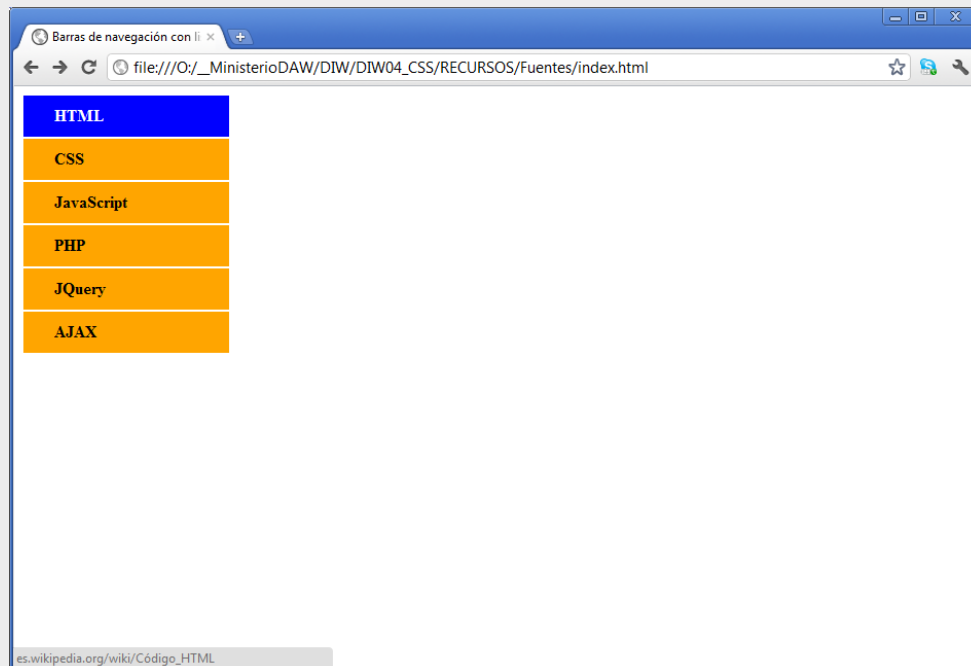 Barras de navegación con li
file:///O:/__MinisterioDAW/DIW/DIW04_CSS/RECURSOS/Fuentes/index.html
HTML
CSS
JavaScript
PHP
JQuery
AJAX
es.wikipedia.org/wiki/Código_HTML